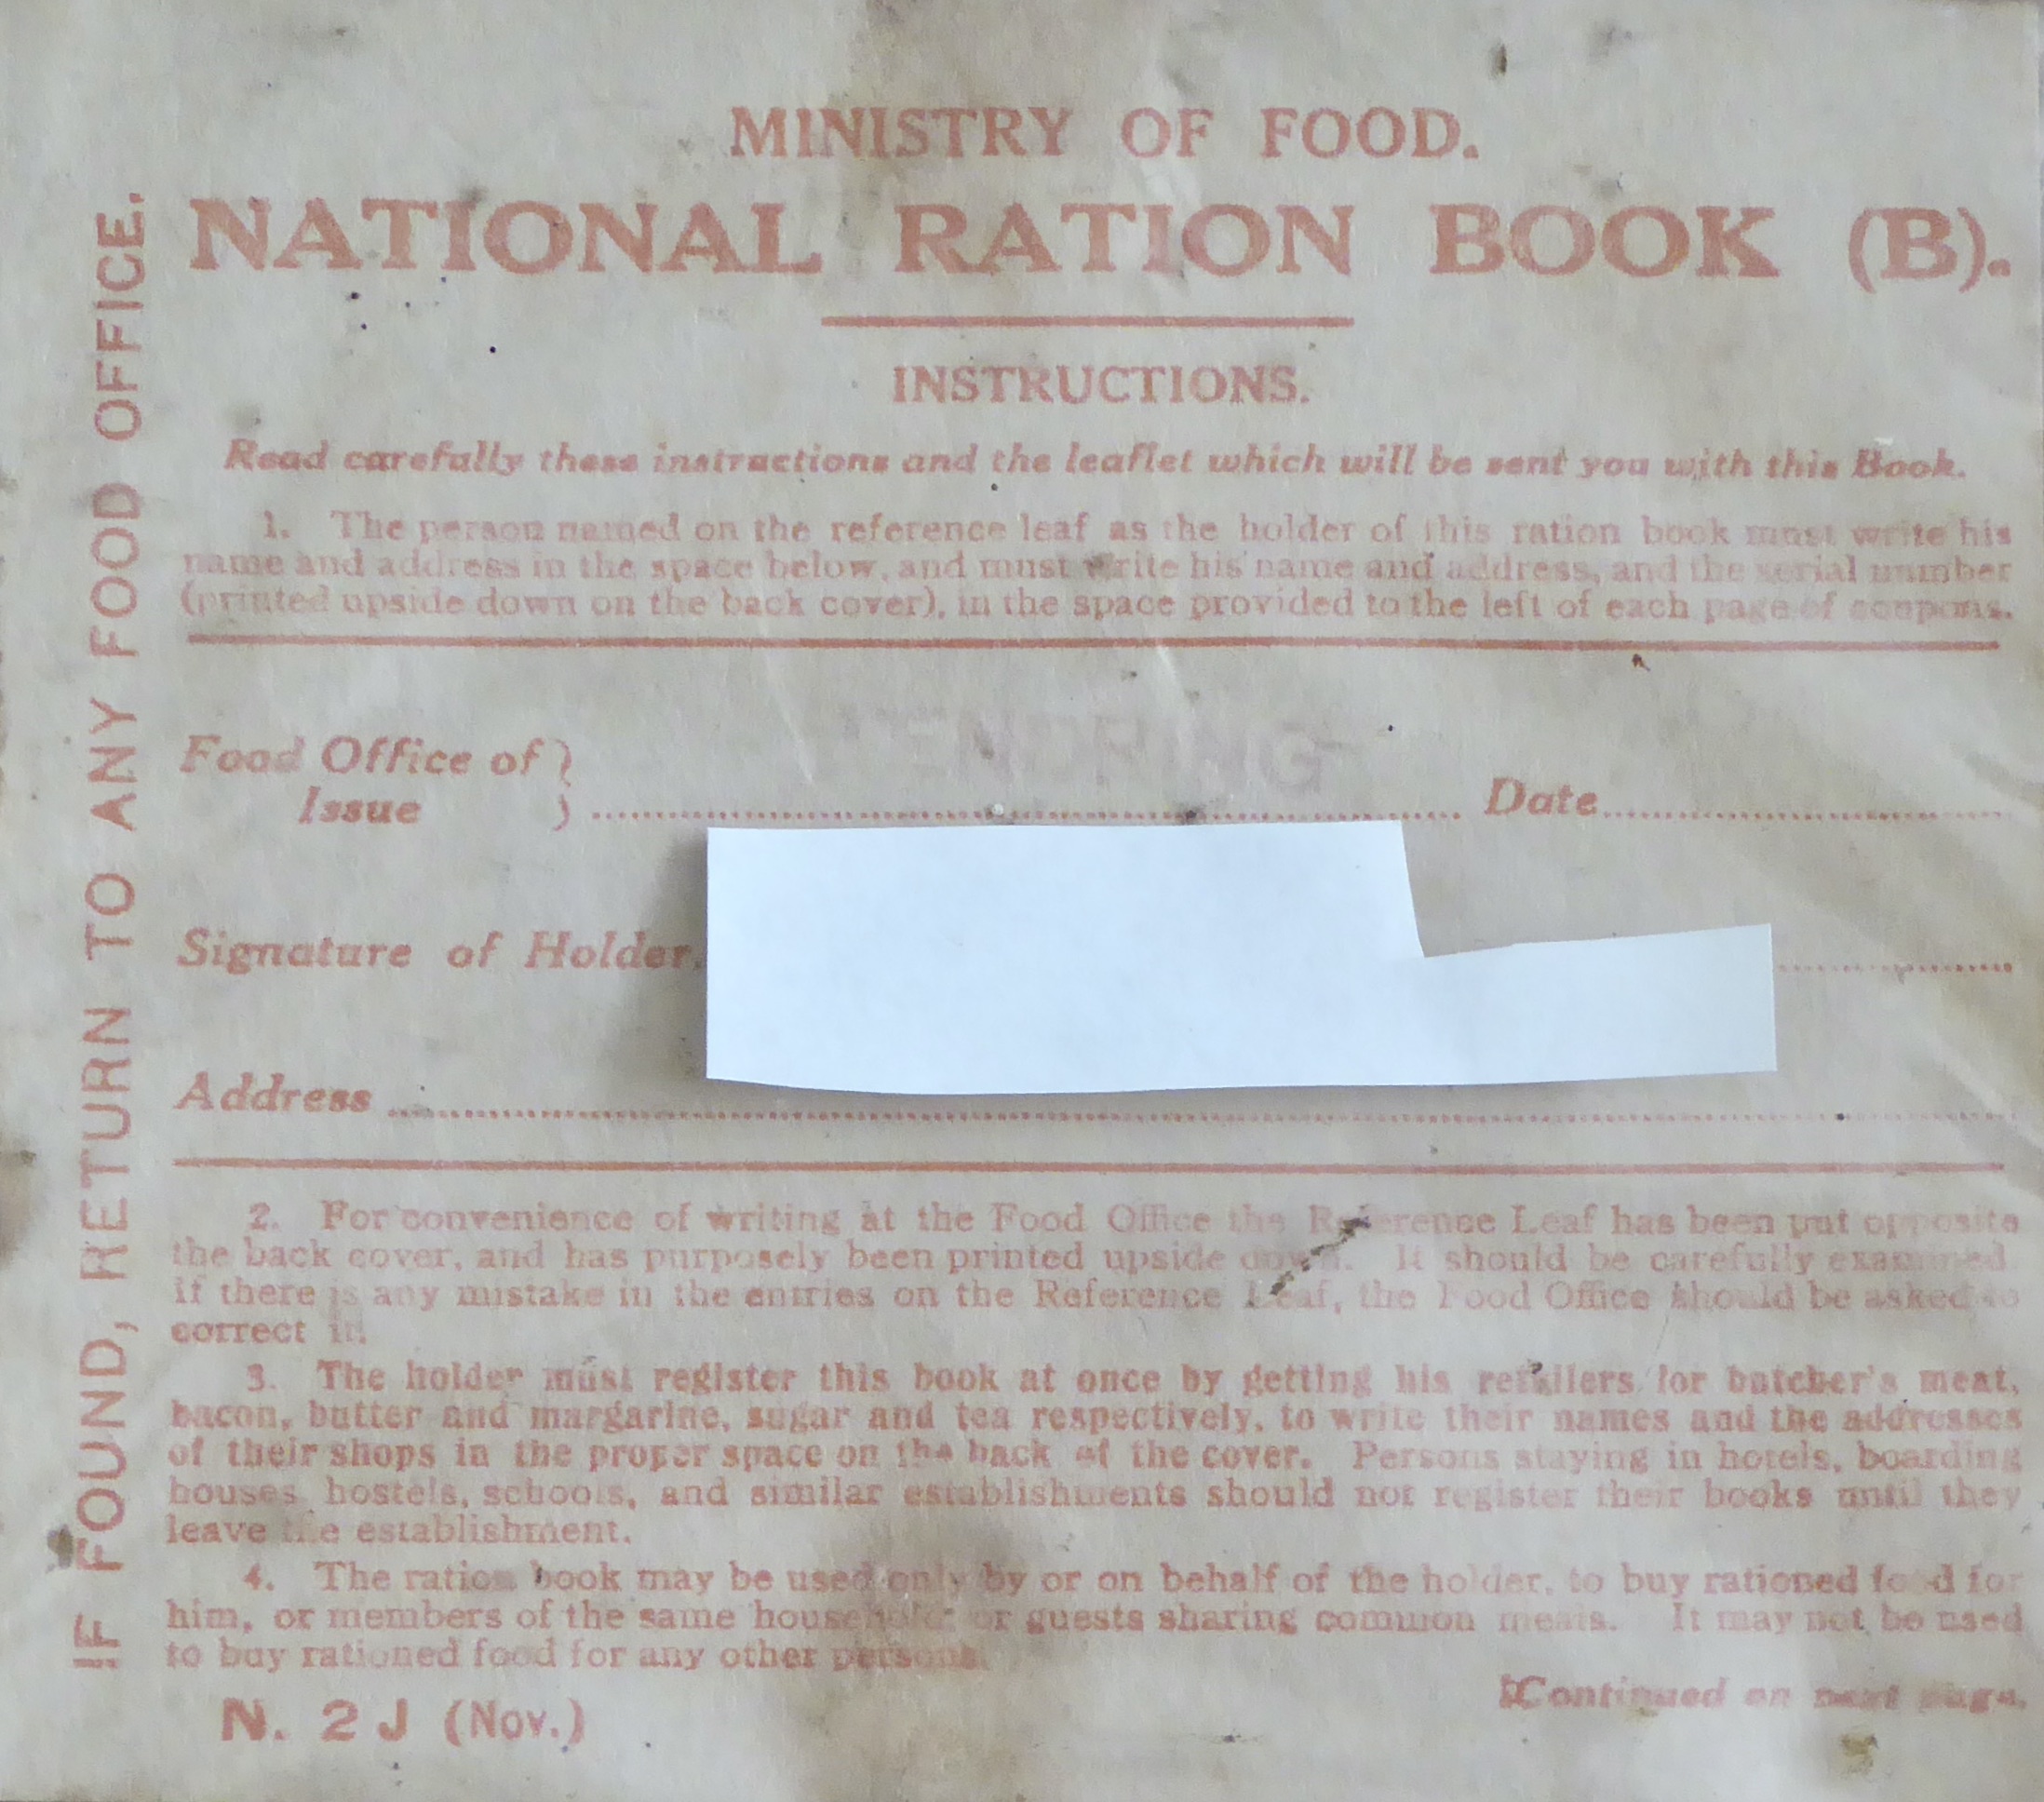 MINISTRY OF FOOD.
NATIONAL RATION BOOK (B).
INSTRUCTIONS.
Read carefully these instructions and the leaflet which will be sent you with this Book.
1. The person named on the reference leaf as the holder of this ration book must write his
name and address in the space below, and must write his name and address, and the serial number
(printed upside down on the back cover), in the space provided to the left of each page of coupons.
Food Office of }
Issue
Date
Signature of Holder
Address
2. For convenience of writing at the Food Office the Reference Leaf has been put opposite
the back cover, and has purposely been printed upside down. It should be carefully examined.
If there is any mistake in the entries on the Reference Leaf, the Food Office should be asked to
correct it.
3. The holder must register this book at once by getting his retailers for butcher's meat,
bacon, butter and margarine, sugar and tea respectively, to write their names and the addresses
of their shops in the proper space on the back of the cover. Persons staying in hotels, boarding
houses, hostels, schools, and similar establishments should not register their books until they
leave the establishment.
4. The ration book may be used only by or on behalf of the holder, to buy rationed food for
him, or members of the same household or guests sharing common meals. It may not be used
to buy rationed food for any other persons.
[Continued on next page.
N. 2 J (Nov.)
IF FOUND, RETURN TO ANY FOOD OFFICE.